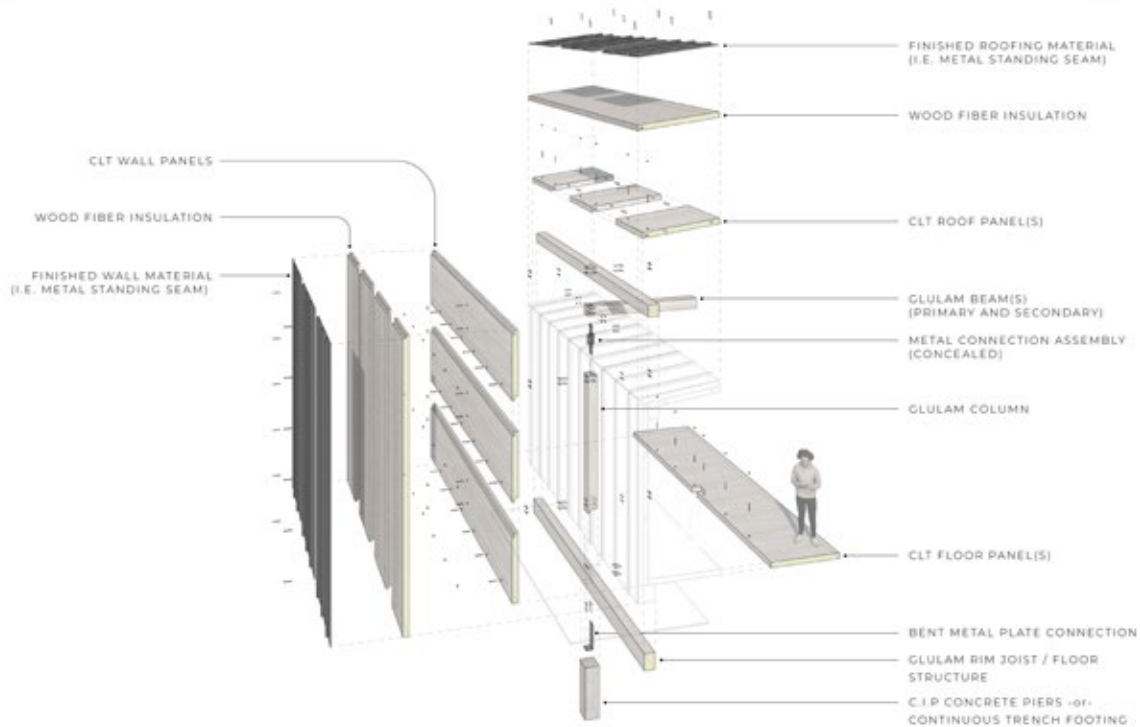 FINISHED ROOFING MATERIAL
(I.E. METAL STANDING SEAM)
WOOD FIBER INSULATION
CLT WALL PANELS
WOOD FIBER INSULATION
CLT ROOF PANEL(S)
FINISHED WALL MATERIAL
(I.E. METAL STANDING SEAM)
GLULAM BEAM(S)
(PRIMARY AND SECONDARY)
METAL CONNECTION ASSEMBLY
(CONCEALED)
GLULAM COLUMN
CLT FLOOR PANEL(S)
BENT METAL PLATE CONNECTION
GLULAM RIM JOIST / FLOOR
STRUCTURE
C.I.P CONCRETE PIERS -or-
CONTINUOUS TRENCH FOOTING